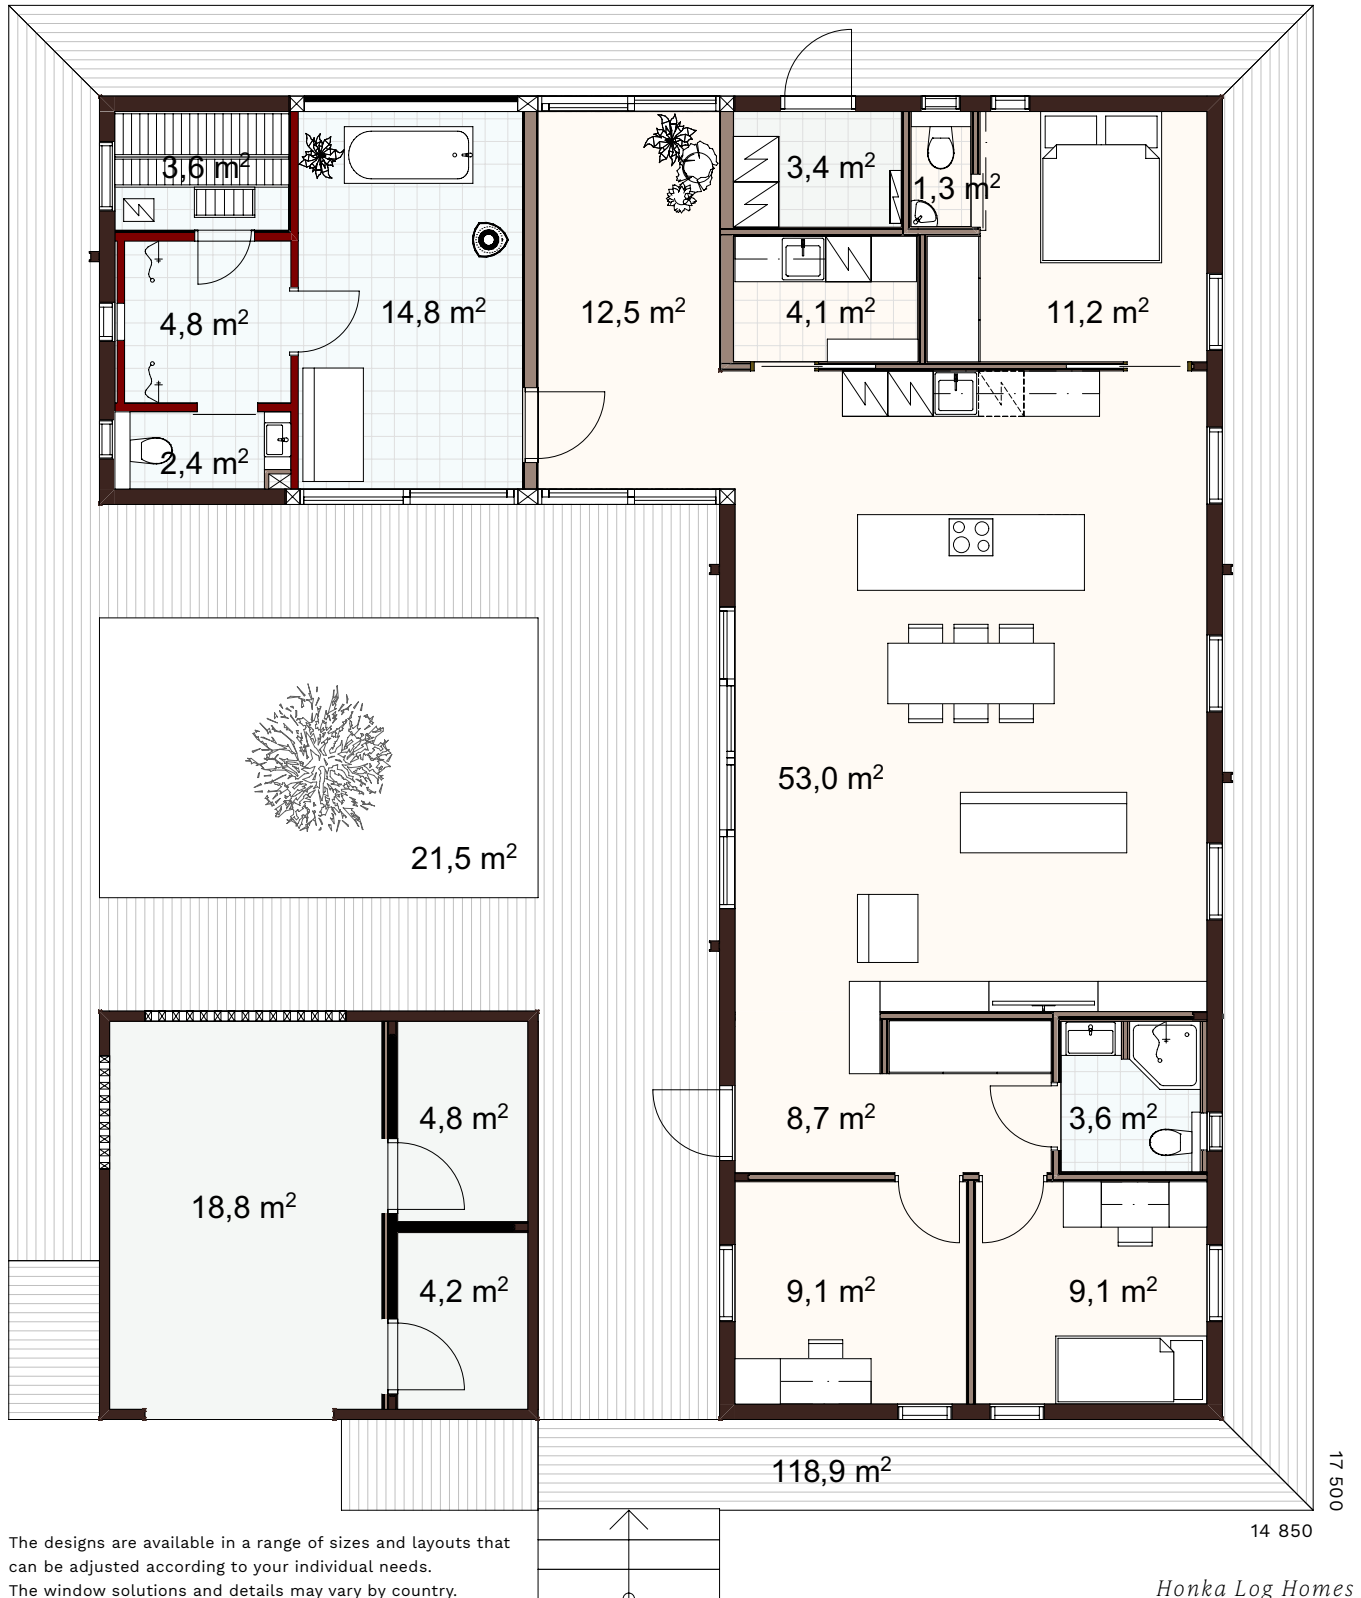 3,6 m²
3,4 m²
1,3 m²
4,8 m²
14,8 m²
12,5 m²
4,1 m²
11,2 m²
2,4 m²
53,0 m²
21,5 m²
4,8 m²
8,7 m²
3,6 m²
18,8 m²
4,2 m²
9,1 m²
9,1 m²
118,9 m²
17 500
14 850
The designs are available in a range of sizes and layouts that
can be adjusted according to your individual needs.
The window solutions and details may vary by country.
Honka Log Homes